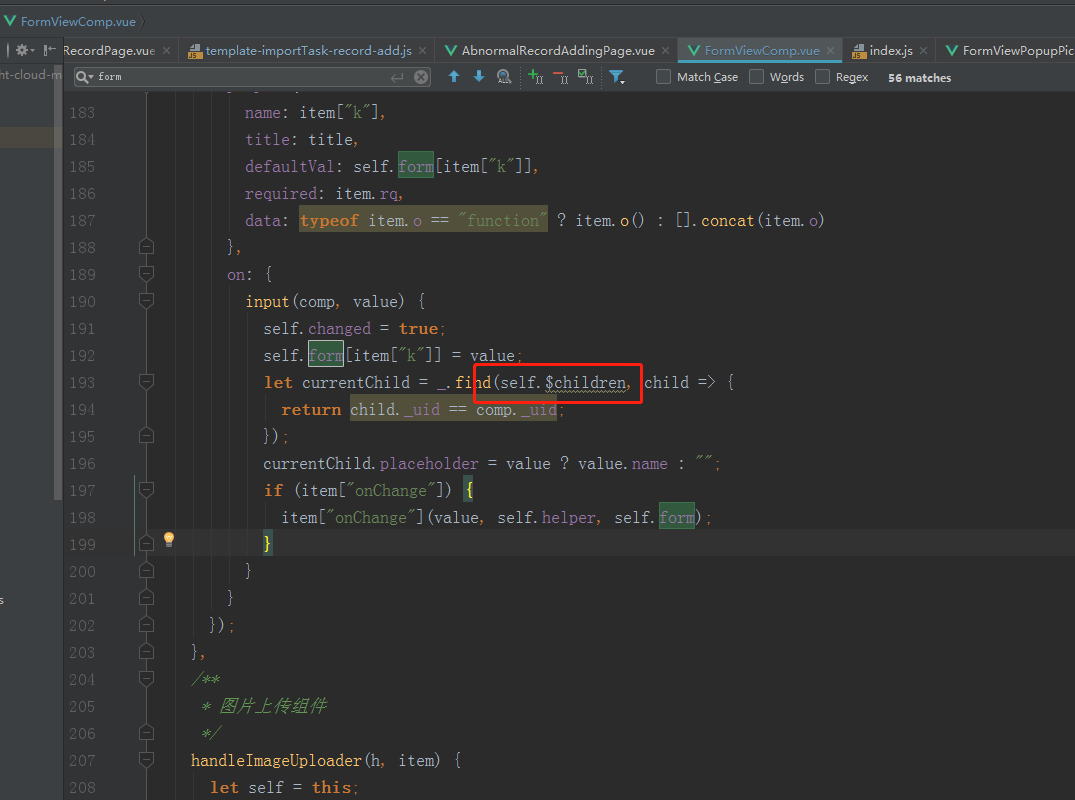 FormViewComp.vue
RecordPage.vue × template-importTask-record-add.js × AbnormalRecordAddingPage.vue × FormViewComp.vue × index.js × FormViewPopupPic
ht-cloud-m
form Match Case Words Regex 56 matches
183 name: item["k"],
184 title: title,
185 defaultVal: self.form[item["k"]],
186 required: item.rq,
187 data: typeof item.o == "function" ? item.o() : [].concat(item.o)
188 },
189 on: {
190 input(comp, value) {
191 self.changed = true;
192 self.form[item["k"]] = value;
193 let currentChild = _.find(self.$children, child => {
194 return child._uid == comp._uid;
195 });
196 currentChild.placeholder = value ? value.name : "";
197 if (item["onChange"]) {
198 item["onChange"](value, self.helper, self.form);
199 }
200 }
201 }
202 });
203 },
204 /**
205 * 图片上传组件
206 */
207 handleImageUploader(h, item) {
208 let self = this;
s